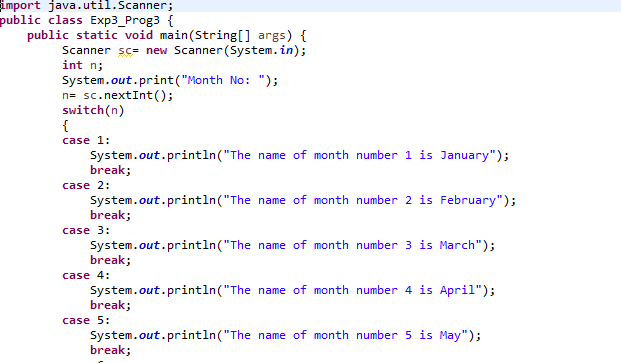 import java.util.Scanner;
public class Exp3_Prog3 {
public static void main(String[] args) {
Scanner sc= new Scanner(System.in);
int n;
System.out.print("Month No: ");
n= sc.nextInt();
switch(n)
{
case 1:
System.out.println("The name of month number 1 is January");
break;
case 2:
System.out.println("The name of month number 2 is February");
break;
case 3:
System.out.println("The name of month number 3 is March");
break;
case 4:
System.out.println("The name of month number 4 is April");
break;
case 5:
System.out.println("The name of month number 5 is May");
break;